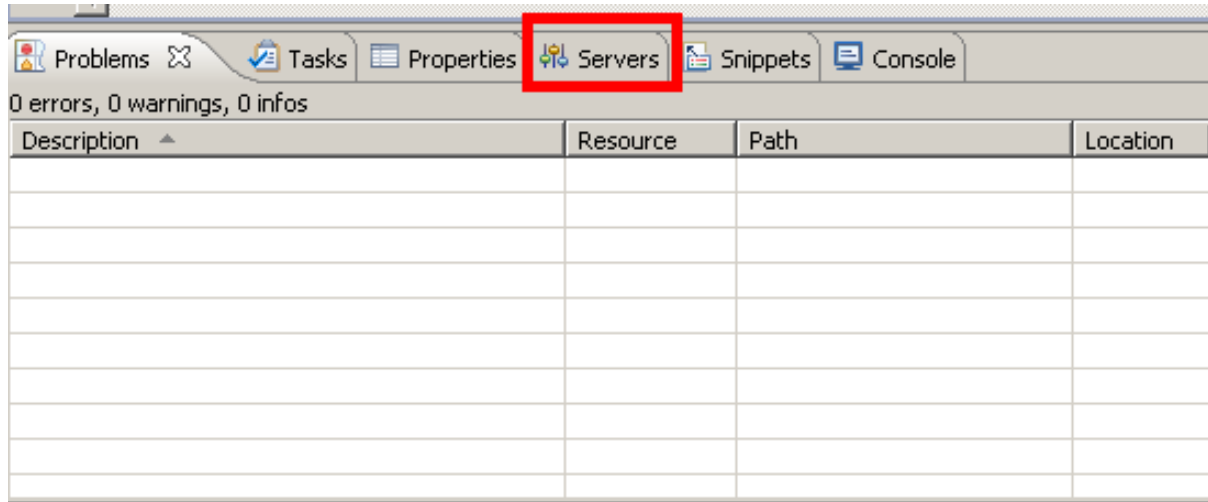 Problems Tasks Properties Servers Snippets Console
0 errors, 0 warnings, 0 infos
Description Resource Path Location